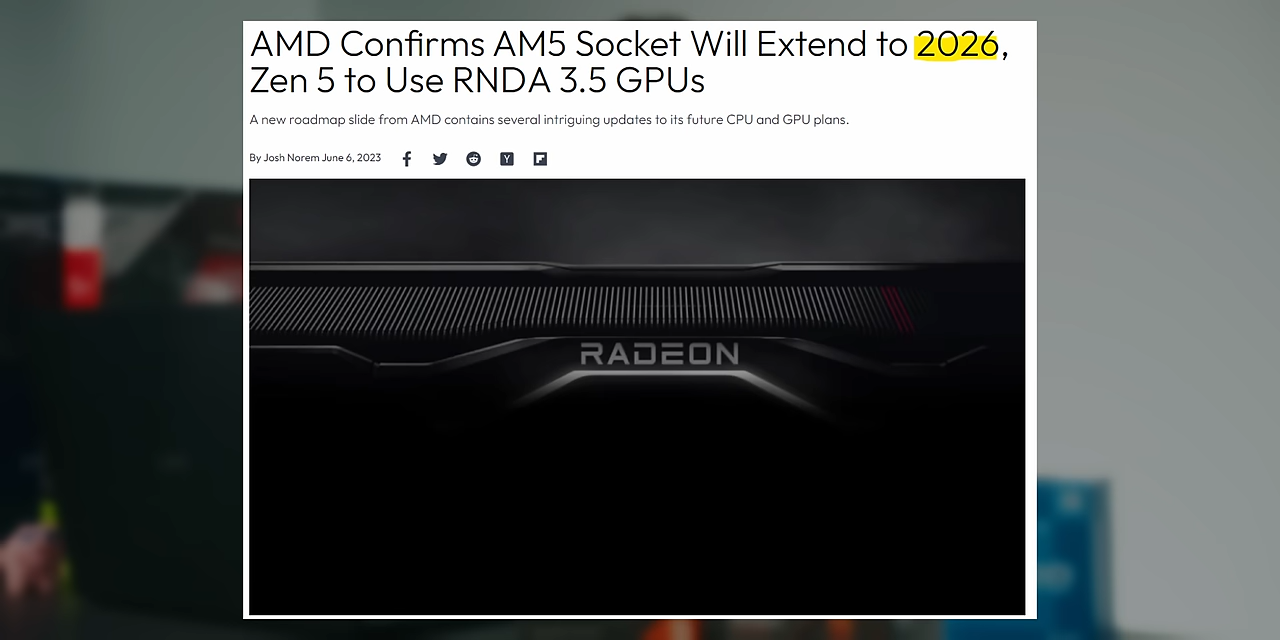 AMD Confirms AM5 Socket Will Extend to 2026,
Zen 5 to Use RNDA 3.5 GPUs
A new roadmap slide from AMD contains several intriguing updates to its future CPU and GPU plans.
By Josh Norem June 6, 2023
RADEON